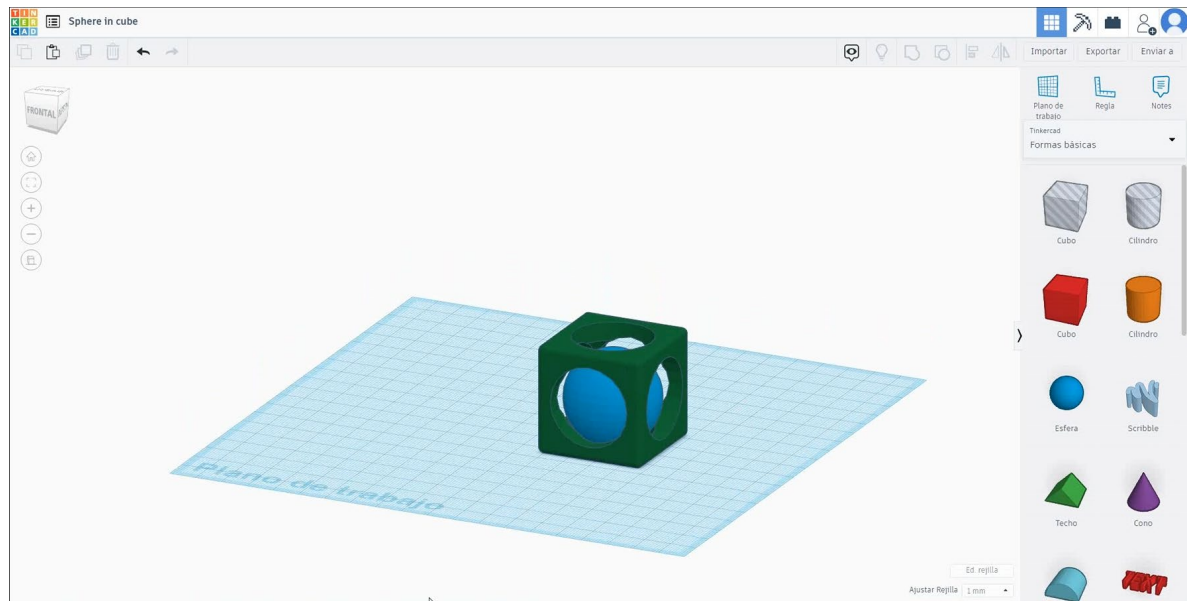 TIN
KER
CAD
Sphere in cube
Importar
Exportar
Enviar a
FRONTAL
Plano de trabajo
Regla
Notes
Tinkercad
Formas básicas
Cubo
Cilindro
Cubo
Cilindro
Esfera
Scribble
Techo
Cono
TEXT
Plano de trabajo
Ed. rejilla
Ajustar Rejilla
1 mm